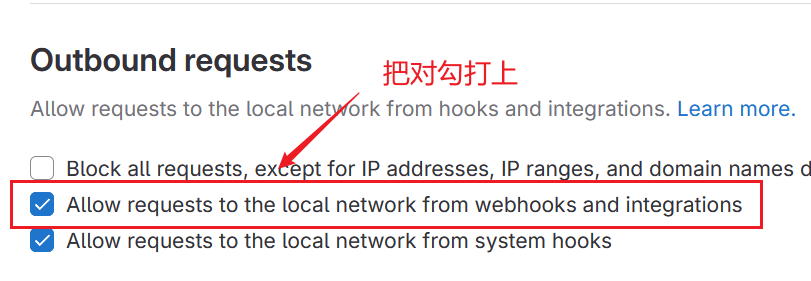 Outbound requests
把对勾打上
Allow requests to the local network from hooks and integrations. Learn more.
Block all requests, except for IP addresses, IP ranges, and domain names d
Allow requests to the local network from webhooks and integrations
Allow requests to the local network from system hooks